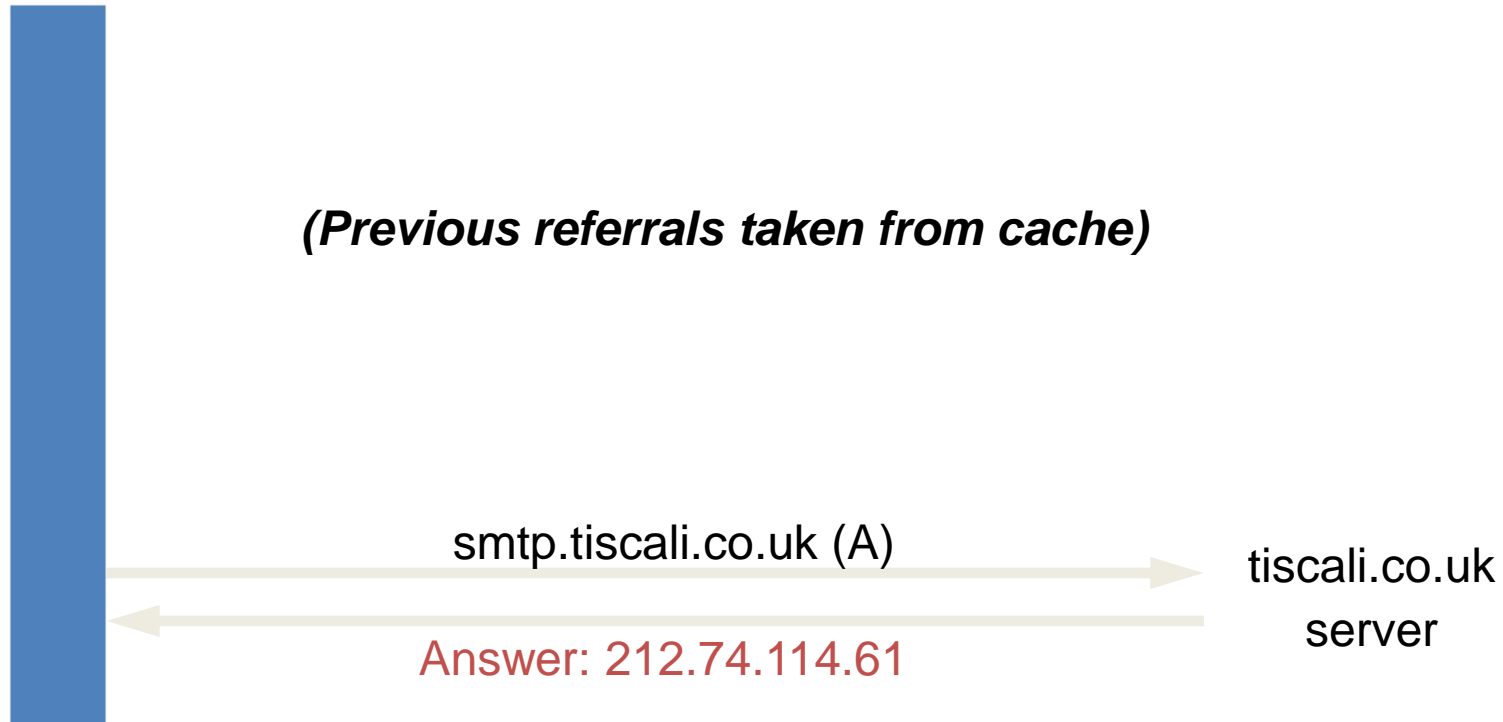 (Previous referrals taken from cache)
smtp.tiscali.co.uk (A)
tiscali.co.uk
server
Answer: 212.74.114.61